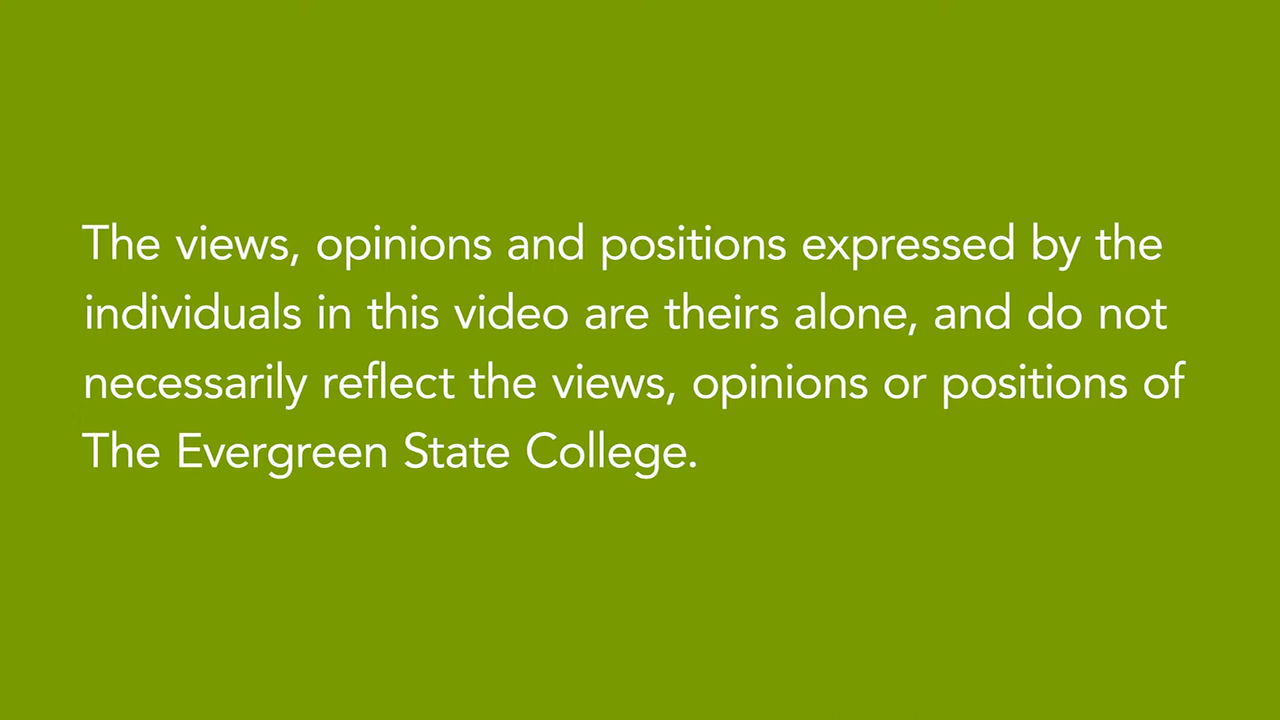 The views, opinions and positions expressed by the
individuals in this video are theirs alone, and do not
necessarily reflect the views, opinions or positions of
The Evergreen State College.